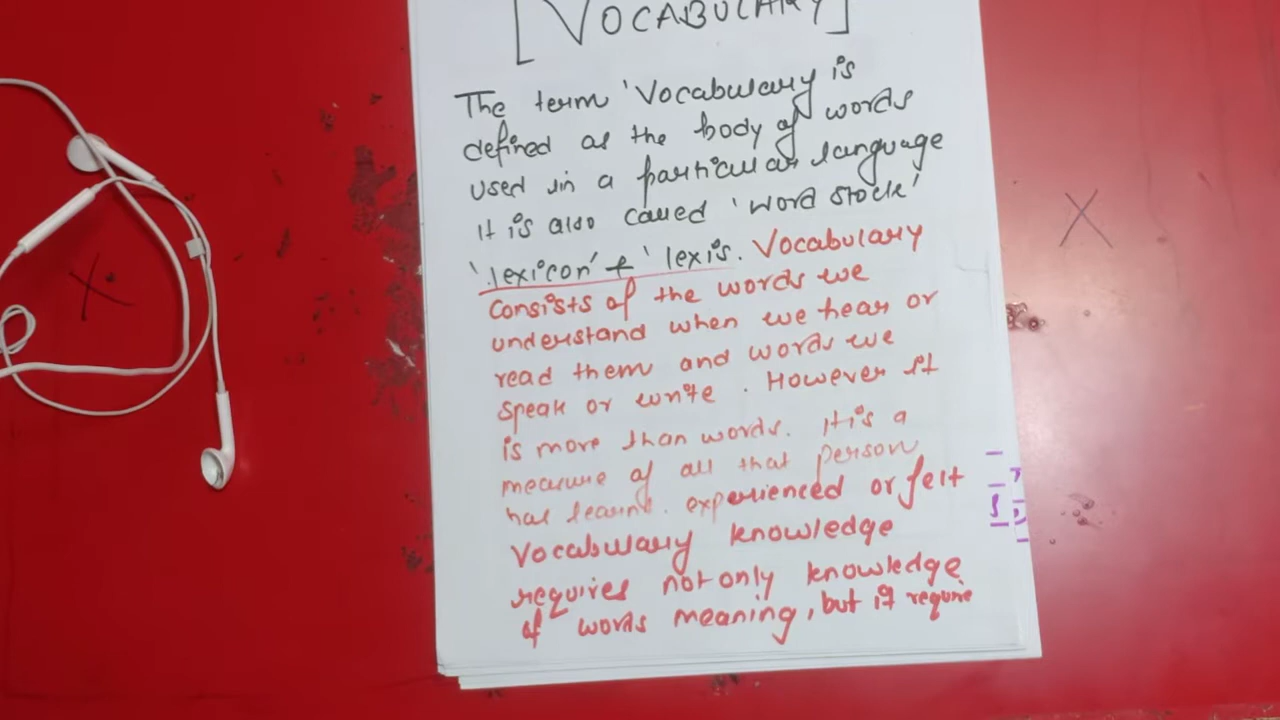 [VOCABULARY]
The term 'Vocabulary is
defined as the body of words
used in a particular language
it is also called 'word stock'
'lexicon' & 'lexis. Vocabulary
consists of the words we
understand when we hear or
read them and words we
speak or write. However it
is more than words. It is a
measure of all that person
has learnt. experienced or felt
Vocabulary knowledge
requires not only knowledge
of words meaning, but it require